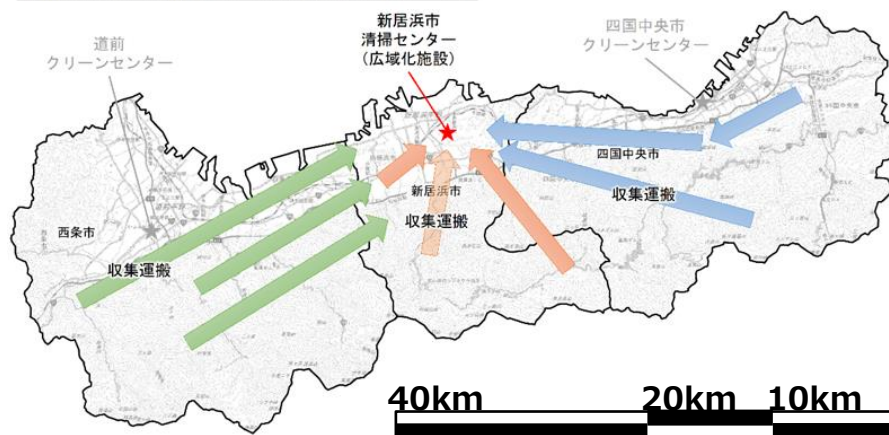 道前
クリーンセンター
新居浜市
清掃センター
（広域化施設）
四国中央市
クリーンセンター
四国中央市
新居浜市
収集運搬
収集運搬
西条市
収集運搬
40km
20km
10km